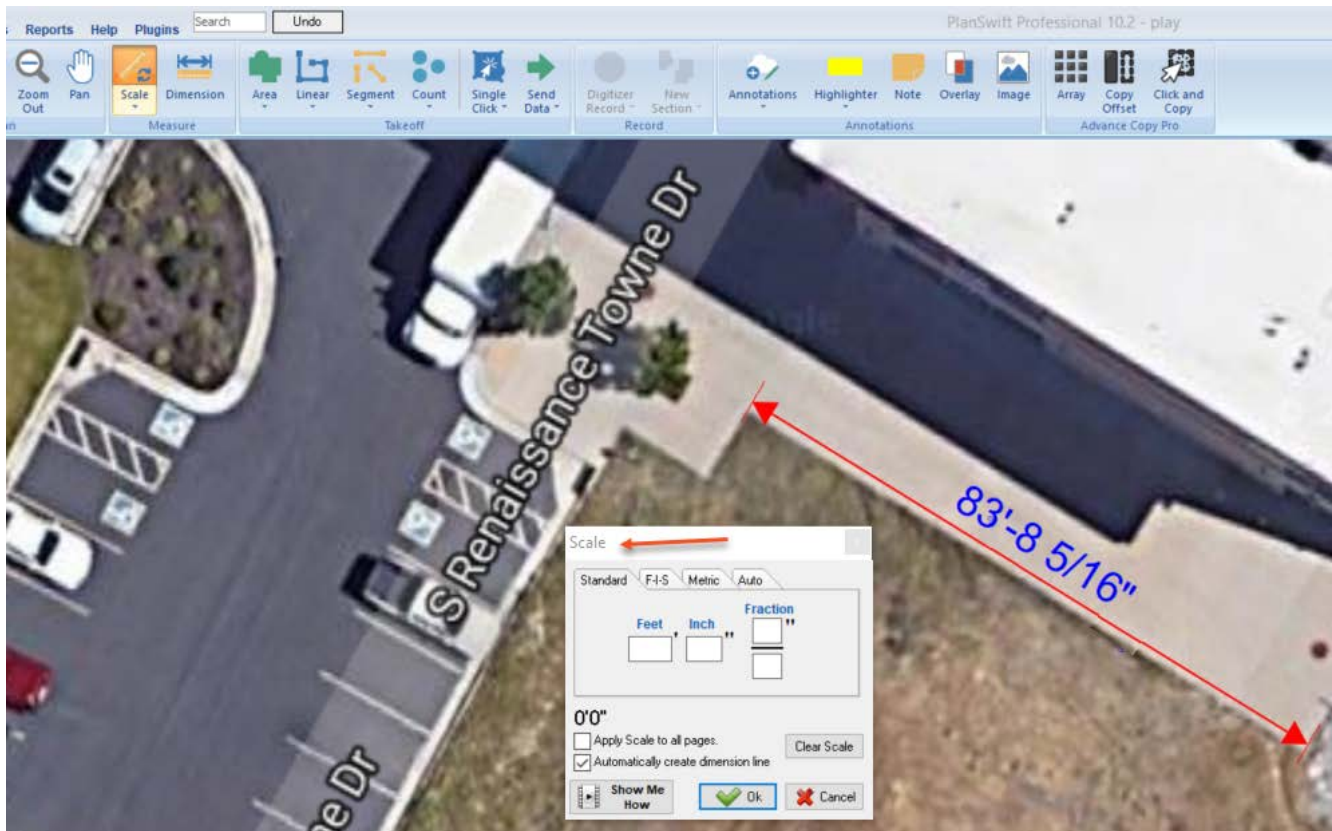 s Reports Help Plugins Search Undo
PlanSwift Professional 10.2 - play
Zoom Out
Pan
Scale
Dimension
Area
Linear
Segment
Count
Single Click
Send Data
Digitizer Record
New Section
Annotations
Highlighter
Note
Overlay
Image
Array
Copy Offset
Click and Copy
Measure
Takeoff
Record
Annotations
Advance Copy Pro
S Renaissance Towne Dr
83'-8 5/16"
Scale
Standard F-I-S Metric Auto
Feet ' Inch " Fraction "
0'0"
Apply Scale to all pages.
Clear Scale
Automatically create dimension line
Show Me How
Ok
Cancel
ne Dr